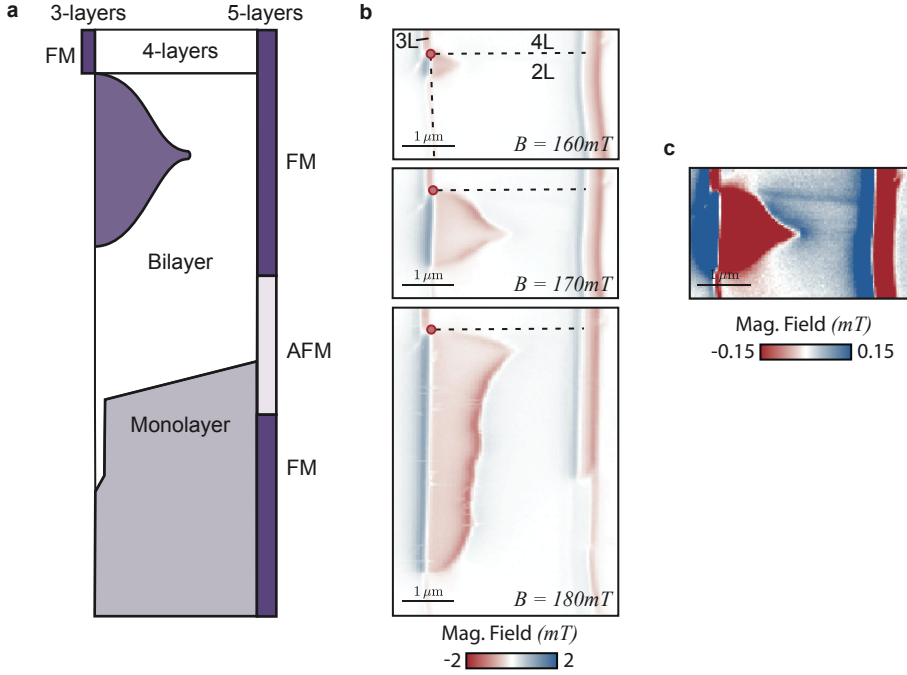 a
3-layers
5-layers
FM
4-layers
FM
Bilayer
AFM
Monolayer
FM
b
3L
4L
2L
1 μm
B = 160mT
1 μm
B = 170mT
1 μm
B = 180mT
Mag. Field (mT)
-2
2
c
1 μm
Mag. Field (mT)
-0.15
0.15